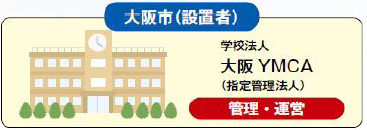 大阪市(設置者)
学校法人
大阪 YMCA
(指定管理法人)
管理・運営